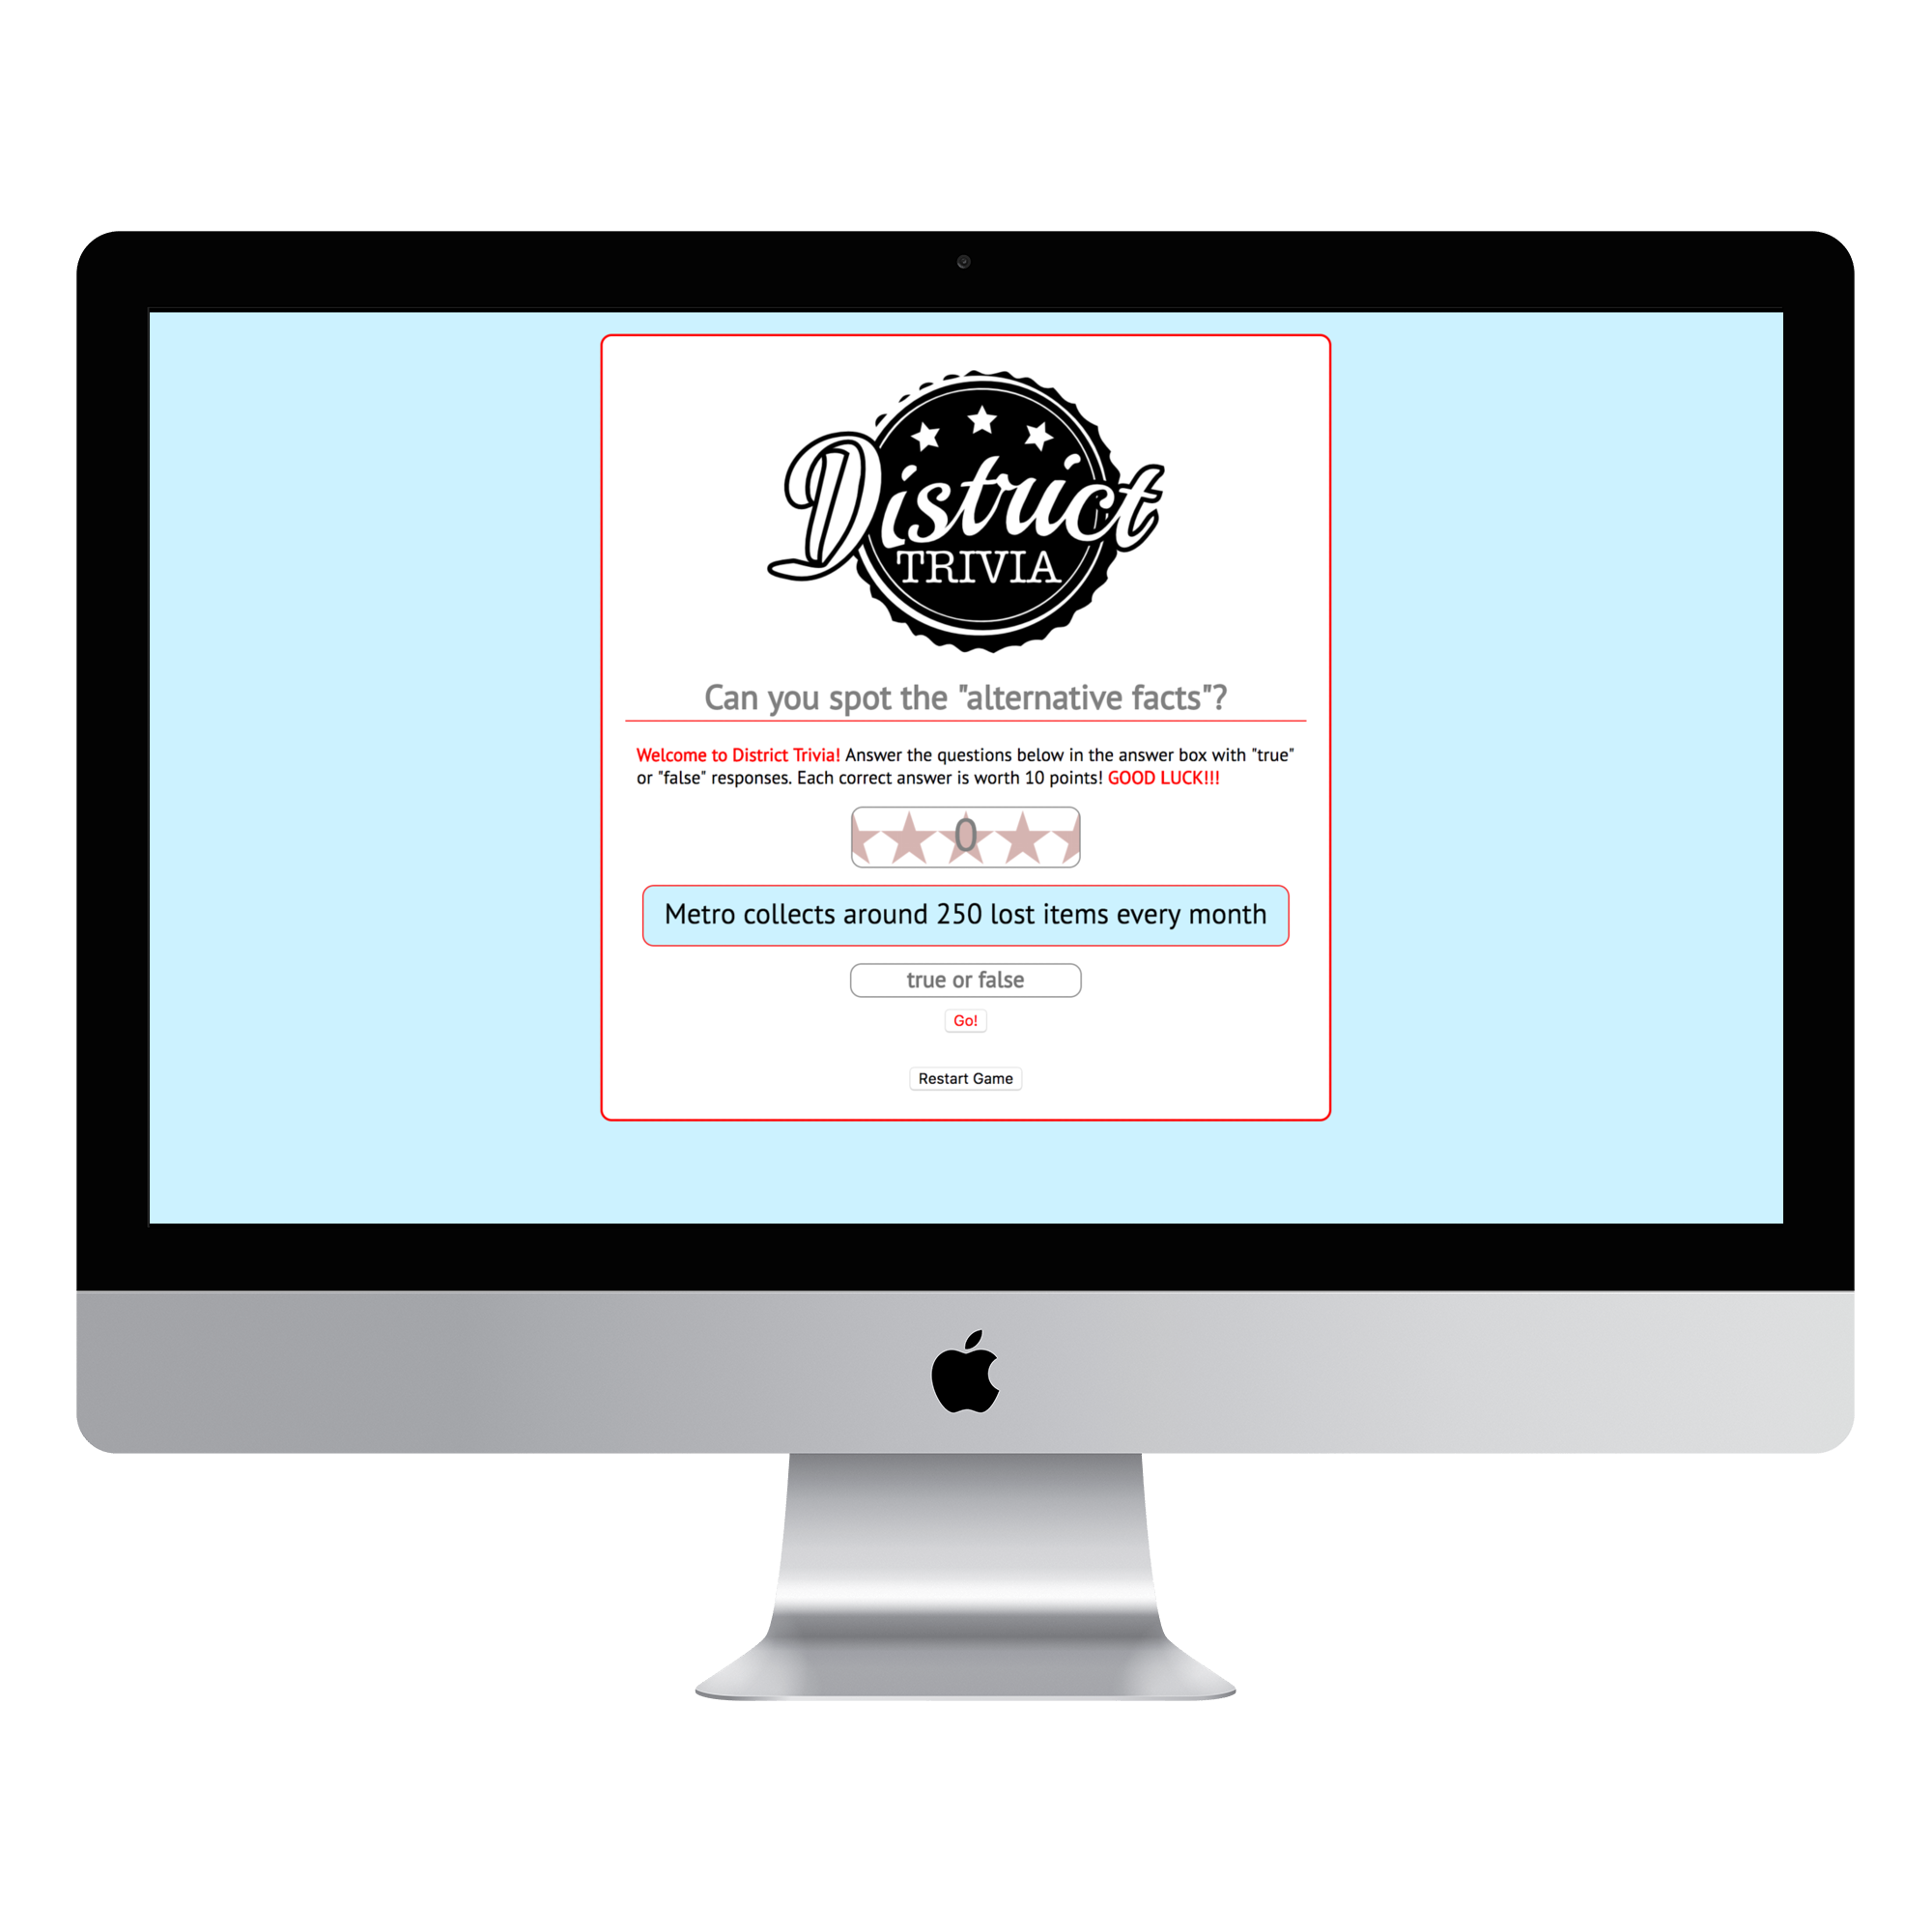 District
TRIVIA
Can you spot the "alternative facts"?
Welcome to District Trivia! Answer the questions below in the answer box with "true"
or "false" responses. Each correct answer is worth 10 points! GOOD LUCK!!!
0
Metro collects around 250 lost items every month
true or false
Go!
Restart Game